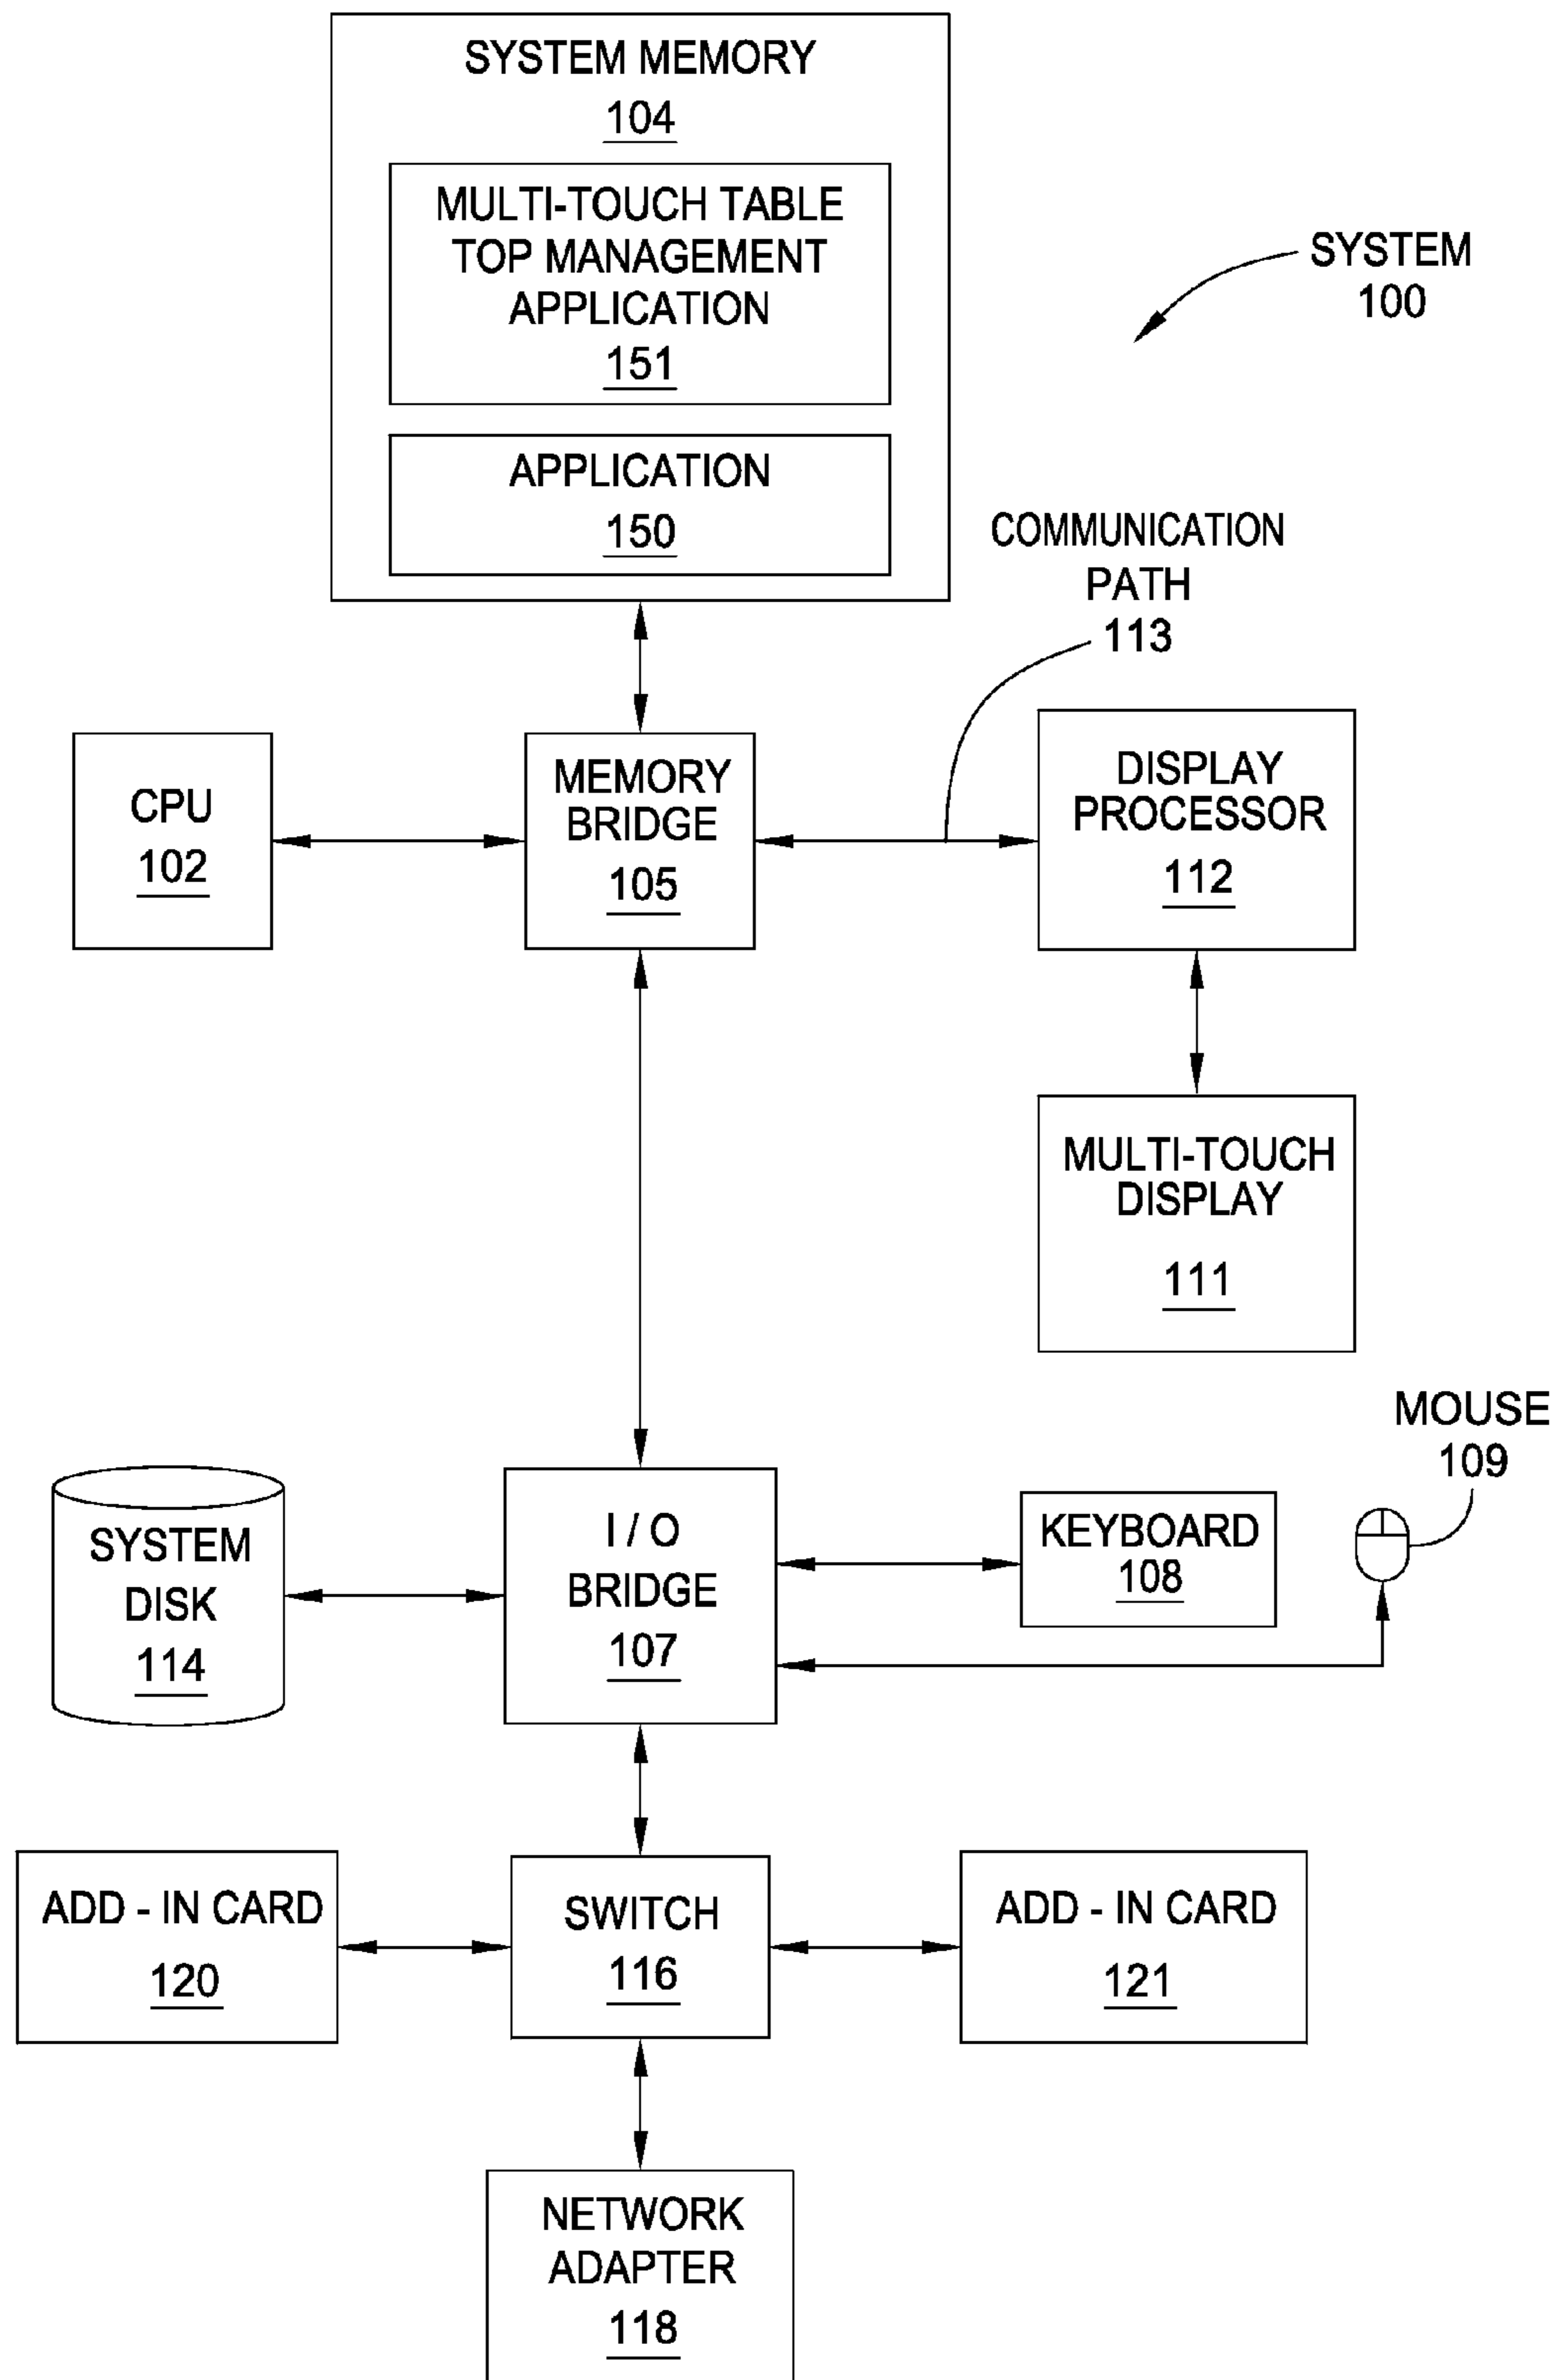 SYSTEM MEMORY
104
MULTI-TOUCH TABLE
TOP MANAGEMENT
APPLICATION
151
SYSTEM
100
APPLICATION
150
COMMUNICATION
PATH
113
CPU
102
MEMORY
BRIDGE
105
DISPLAY
PROCESSOR
112
MULTI-TOUCH
DISPLAY
111
MOUSE
109
SYSTEM
DISK
114
I / O
BRIDGE
107
KEYBOARD
108
ADD - IN CARD
120
SWITCH
116
ADD - IN CARD
121
NETWORK
ADAPTER
118